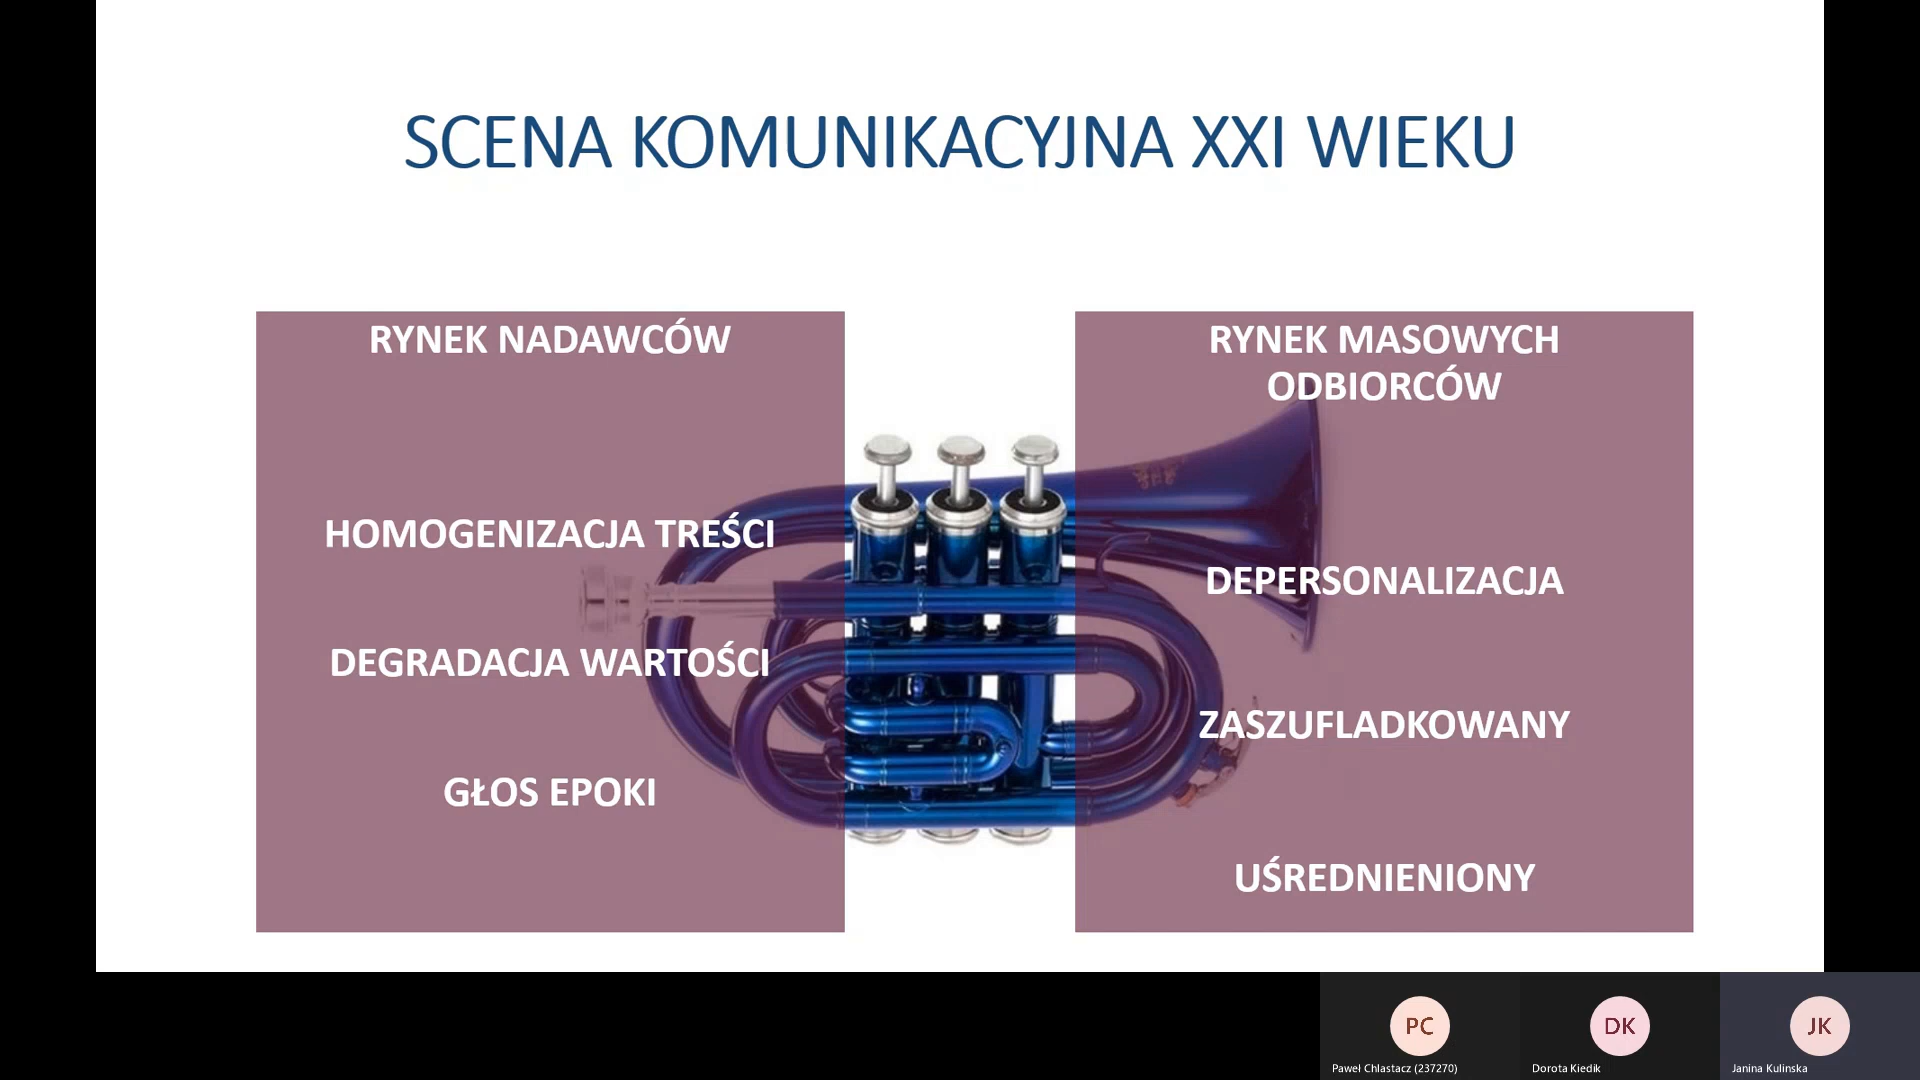 SCENA KOMUNIKACYJNA XXI WIEKU
RYNEK NADAWCÓW
HOMOGENIZACJA TREŚCI
DEGRADACJA WARTOŚCI
GŁOS EPOKI
RYNEK MASOWYCH
ODBIORCÓW
DEPERSONALIZACJA
ZASZUFLADKOWANY
UŚREDNIENIONY
PC
Paweł Chlastacz (237270)
DK
Dorota Kiedik
JK
Janina Kulinska